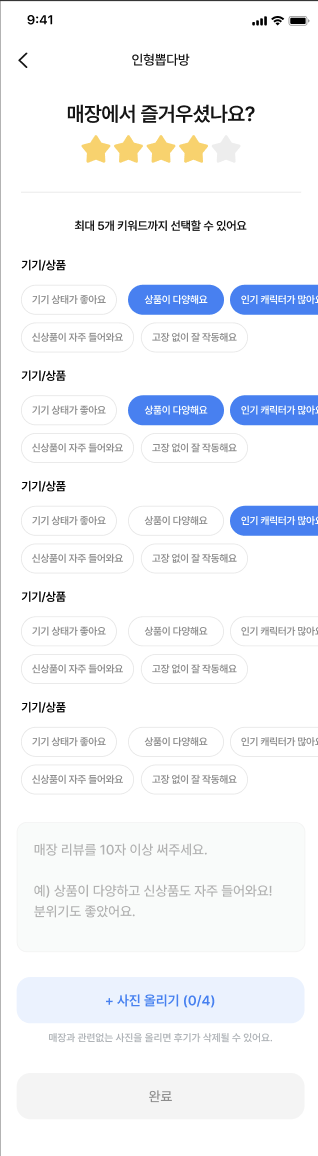 9:41
인형뽑다방
매장에서 즐거우셨나요?
최대 5개 키워드까지 선택할 수 있어요
기기/상품
기기 상태가 좋아요 상품이 다양해요 인기 캐릭터가 많아요
신상품이 자주 들어와요 고장 없이 잘 작동해요
기기/상품
기기 상태가 좋아요 상품이 다양해요 인기 캐릭터가 많아요
신상품이 자주 들어와요 고장 없이 잘 작동해요
기기/상품
기기 상태가 좋아요 상품이 다양해요 인기 캐릭터가 많아요
신상품이 자주 들어와요 고장 없이 잘 작동해요
기기/상품
기기 상태가 좋아요 상품이 다양해요 인기 캐릭터가 많아요
신상품이 자주 들어와요 고장 없이 잘 작동해요
기기/상품
기기 상태가 좋아요 상품이 다양해요 인기 캐릭터가 많아요
신상품이 자주 들어와요 고장 없이 잘 작동해요
매장 리뷰를 10자 이상 써주세요.
예) 상품이 다양하고 신상품도 자주 들어와요!
분위기도 좋았어요.
+ 사진 올리기 (0/4)
매장과 관련없는 사진을 올리면 후기가 삭제될 수 있어요.
완료